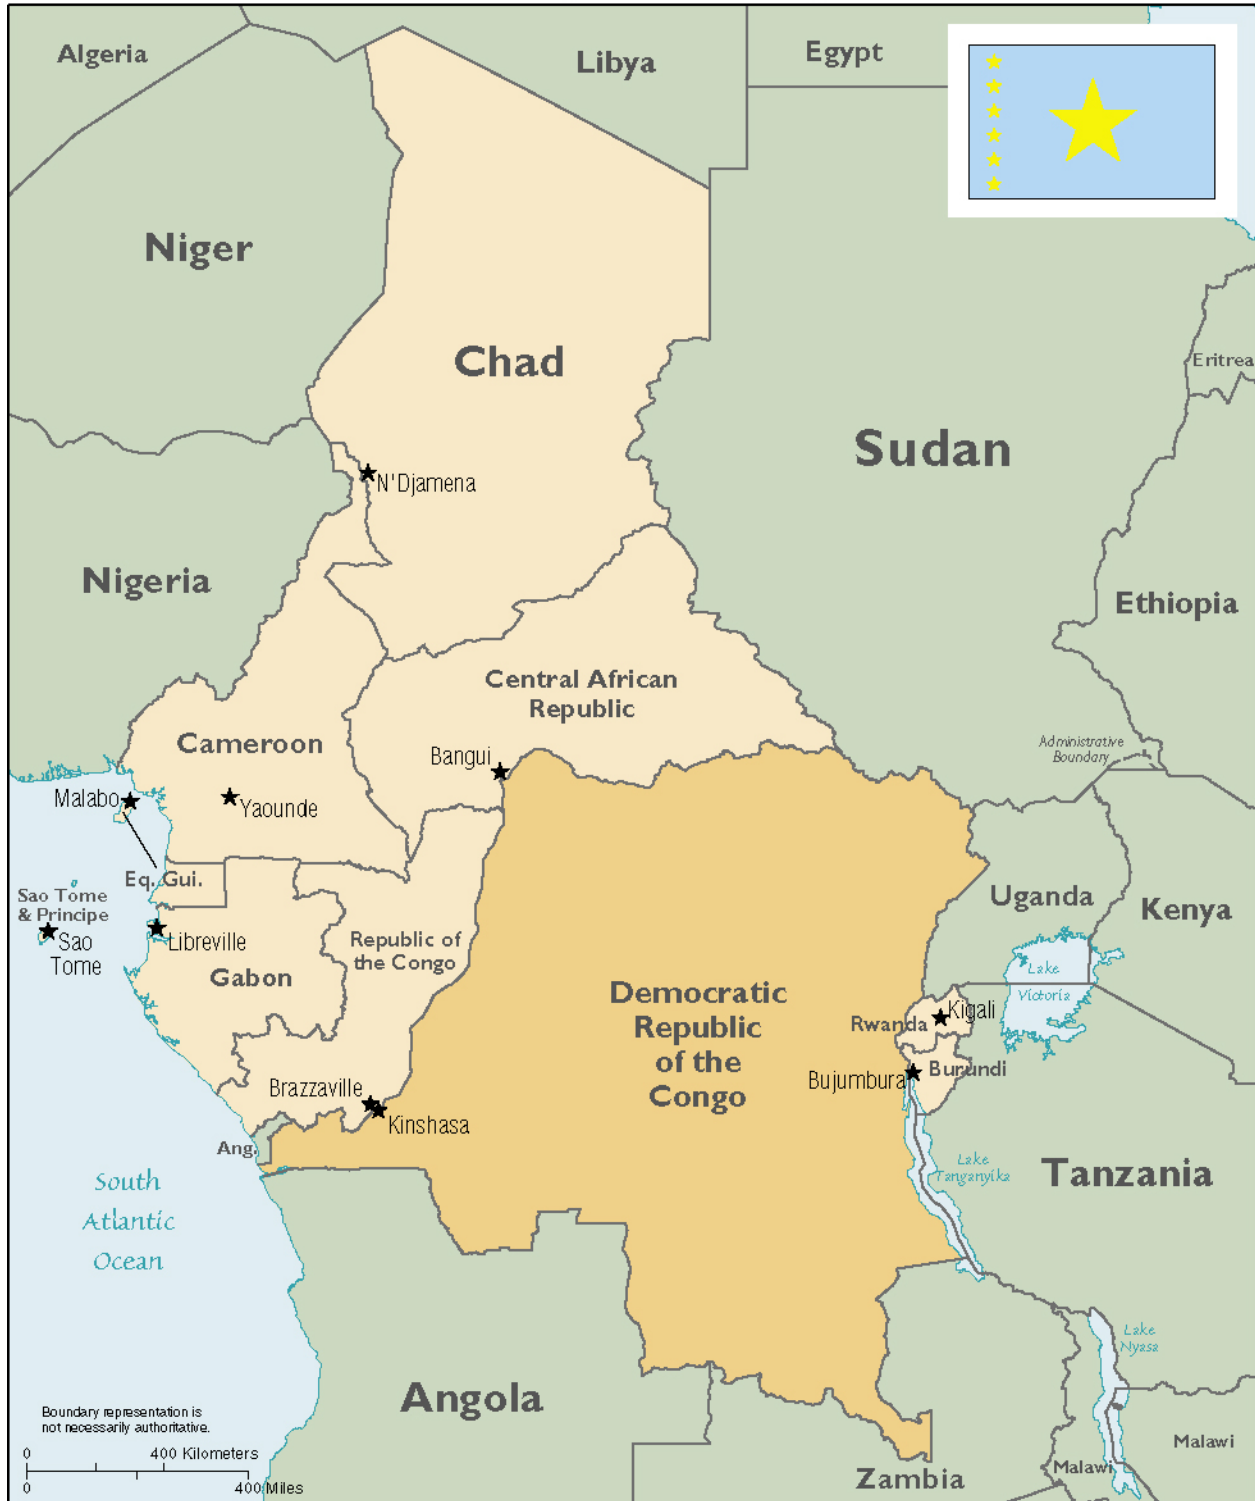 Algeria
Libya
Egypt
Niger
Chad
Eritrea
Sudan
N'Djamena
Nigeria
Ethiopia
Central African
Republic
Cameroon
Bangui
Administrative
Boundary
Malabo
Yaounde
Eq. Gui.
Sao Tome
& Principe
Uganda
Kenya
Sao
Tome
Libreville
Republic of
the Congo
Gabon
Lake
Victoria
Democratic
Republic
of the
Congo
Kigali
Rwanda
Burundi
Bujumbura
Brazzaville
Kinshasa
Ang.
Lake
Tanganyika
Tanzania
South
Atlantic
Ocean
Lake
Nyasa
Angola
Boundary representation is
not necessarily authoritative.
Malawi
Zambia
Malawi
0 400 Kilometers
0 400 Miles